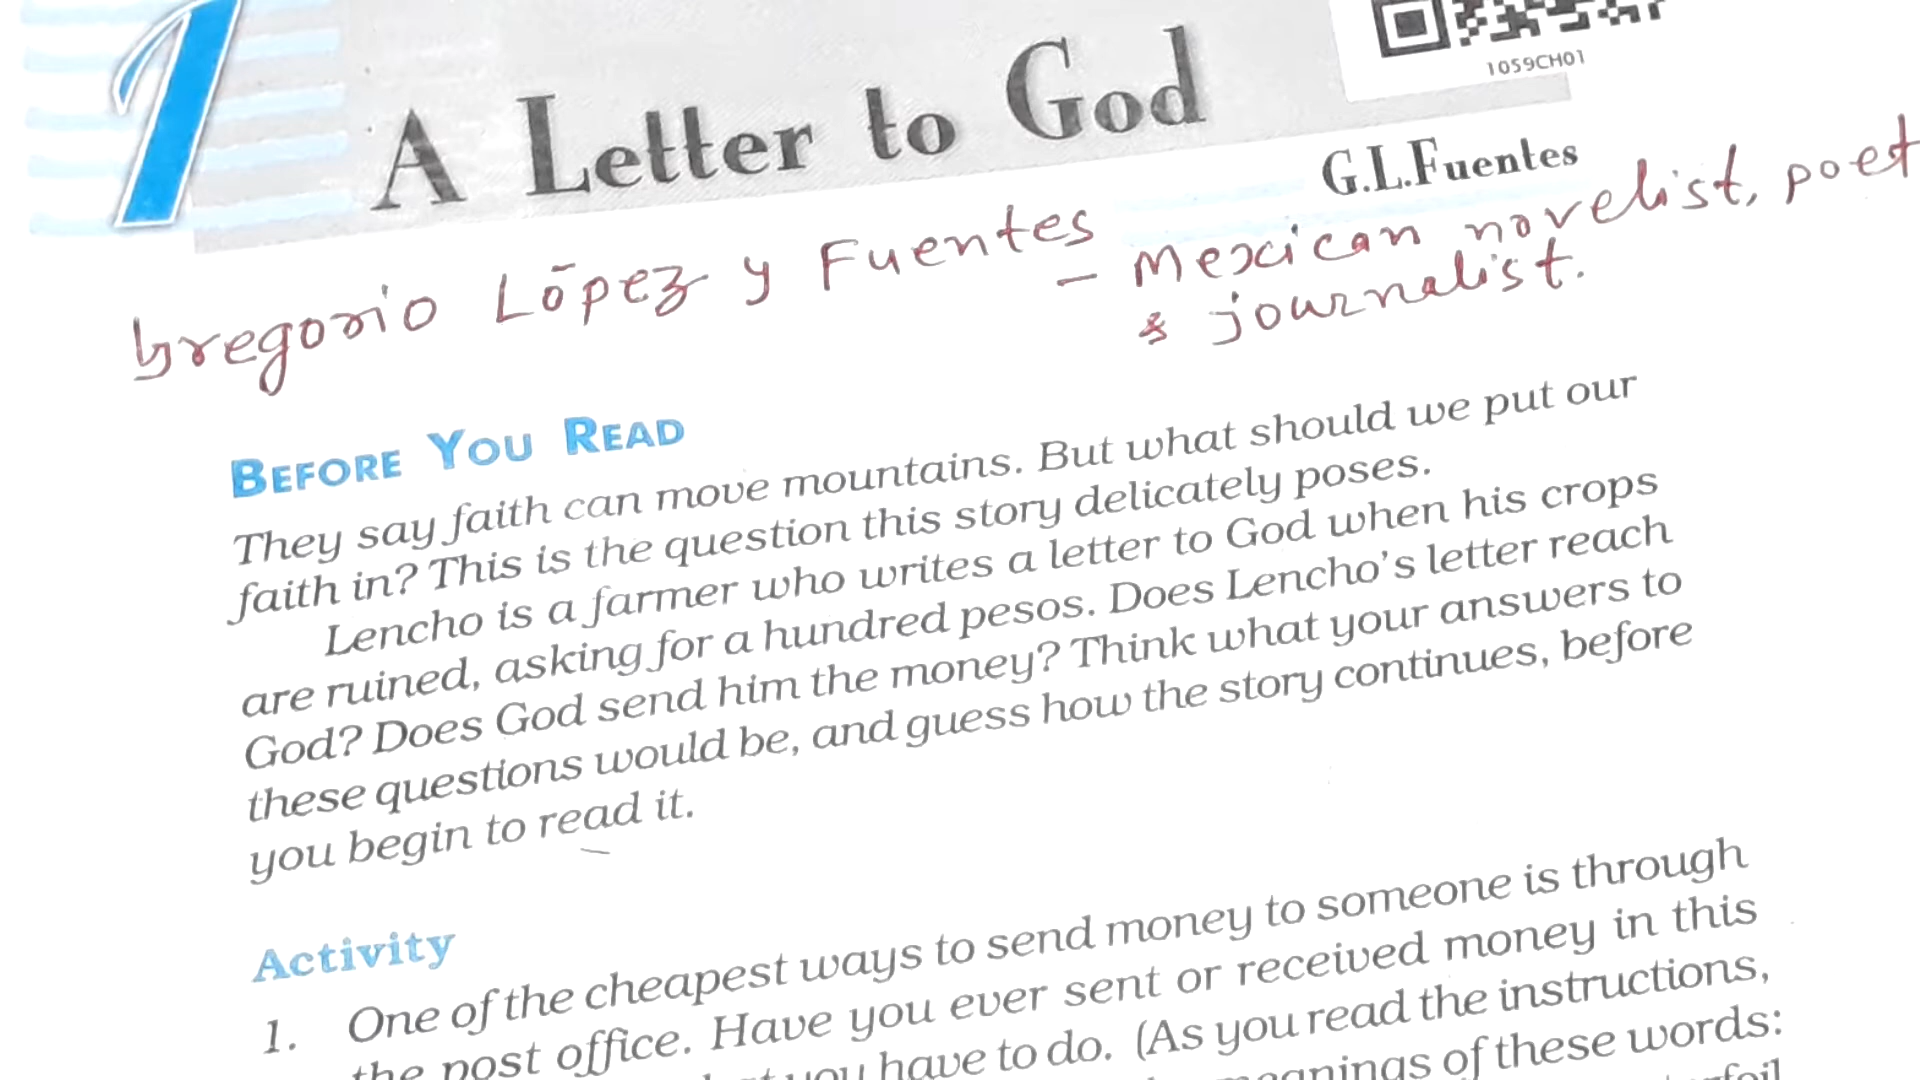 1
A Letter to God
1059CH01
G.L.Fuentes
Gregorio López y Fuentes
- Mexican novelist, poet
& journalist.
BEFORE YOU READ
They say faith can move mountains. But what should we put our
faith in? This is the question this story delicately poses.
Lencho is a farmer who writes a letter to God when his crops
are ruined, asking for a hundred pesos. Does Lencho's letter reach
God? Does God send him the money? Think what your answers to
these questions would be, and guess how the story continues, before
you begin to read it.
Activity
1. One of the cheapest ways to send money to someone is through
the post office. Have you ever sent or received money in this
you have to do. (As you read the instructions,
meanings of these words: